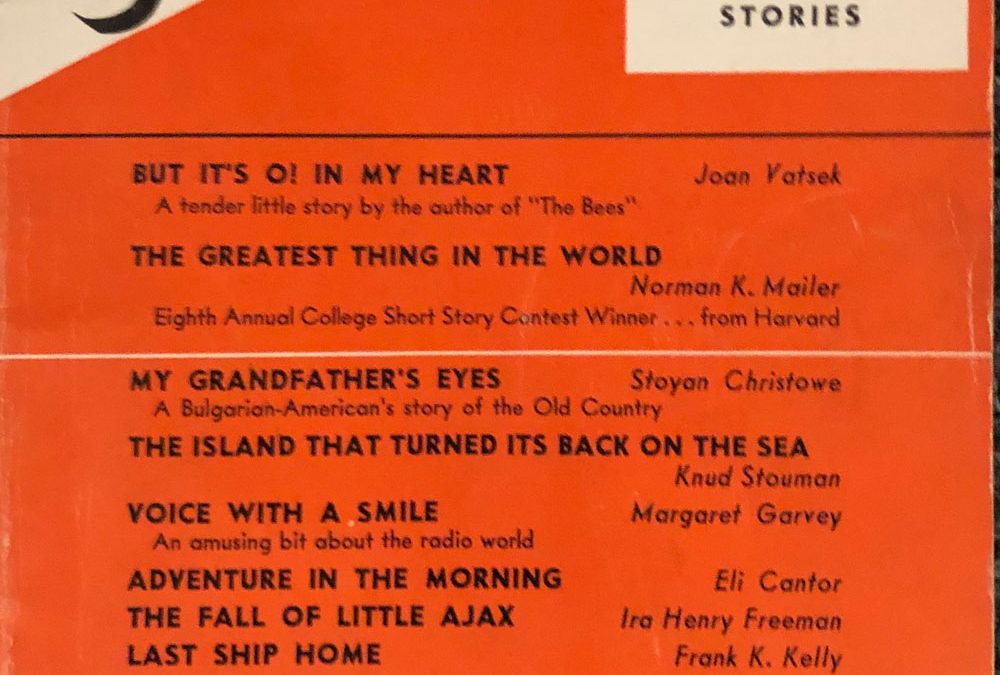 STORIES
BUT IT'S O! IN MY HEART Joan Vatsek
A tender little story by the author of "The Bees"
THE GREATEST THING IN THE WORLD
Norman K. Mailer
Eighth Annual College Short Story Contest Winner . . . from Harvard
MY GRANDFATHER'S EYES Stoyan Christowe
A Bulgarian-American's story of the Old Country
THE ISLAND THAT TURNED ITS BACK ON THE SEA
Knud Stouman
VOICE WITH A SMILE Margaret Garvey
An amusing bit about the radio world
ADVENTURE IN THE MORNING Eli Cantor
THE FALL OF LITTLE AJAX Ira Henry Freeman
LAST SHIP HOME Frank K. Kelly